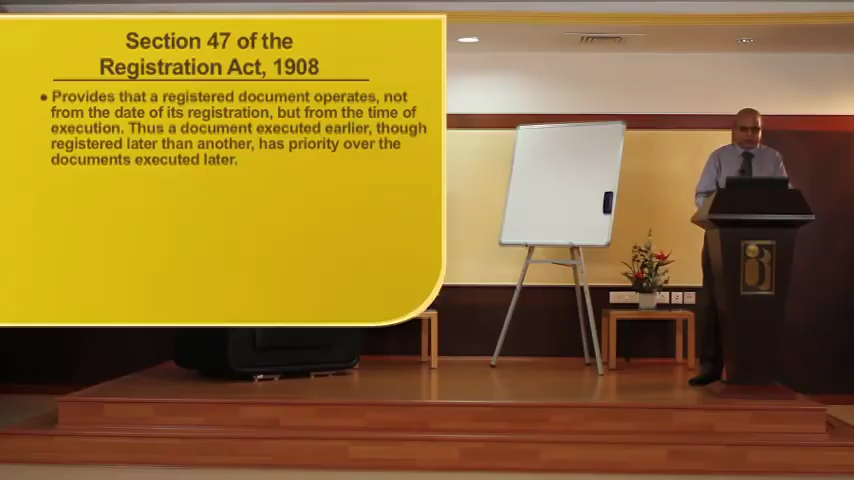 Section 47 of the
Registration Act, 1908
• Provides that a registered document operates, not
from the date of its registration, but from the time of
execution. Thus a document executed earlier, though
registered later than another, has priority over the
documents executed later.